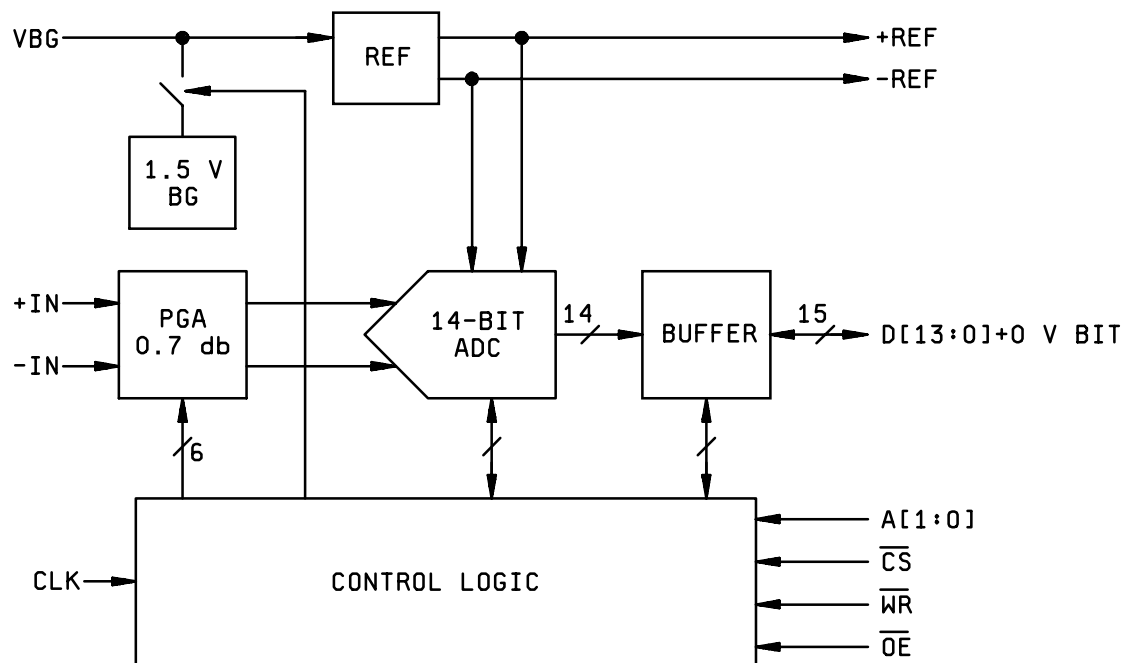 VBG
REF
+REF
-REF
1.5 V
BG
+IN
-IN
PGA
0.7 db
14-BIT
ADC
14
BUFFER
15
D[13:0]+0 V BIT
6
A[1:0]
CS
WR
OE
CLK
CONTROL LOGIC